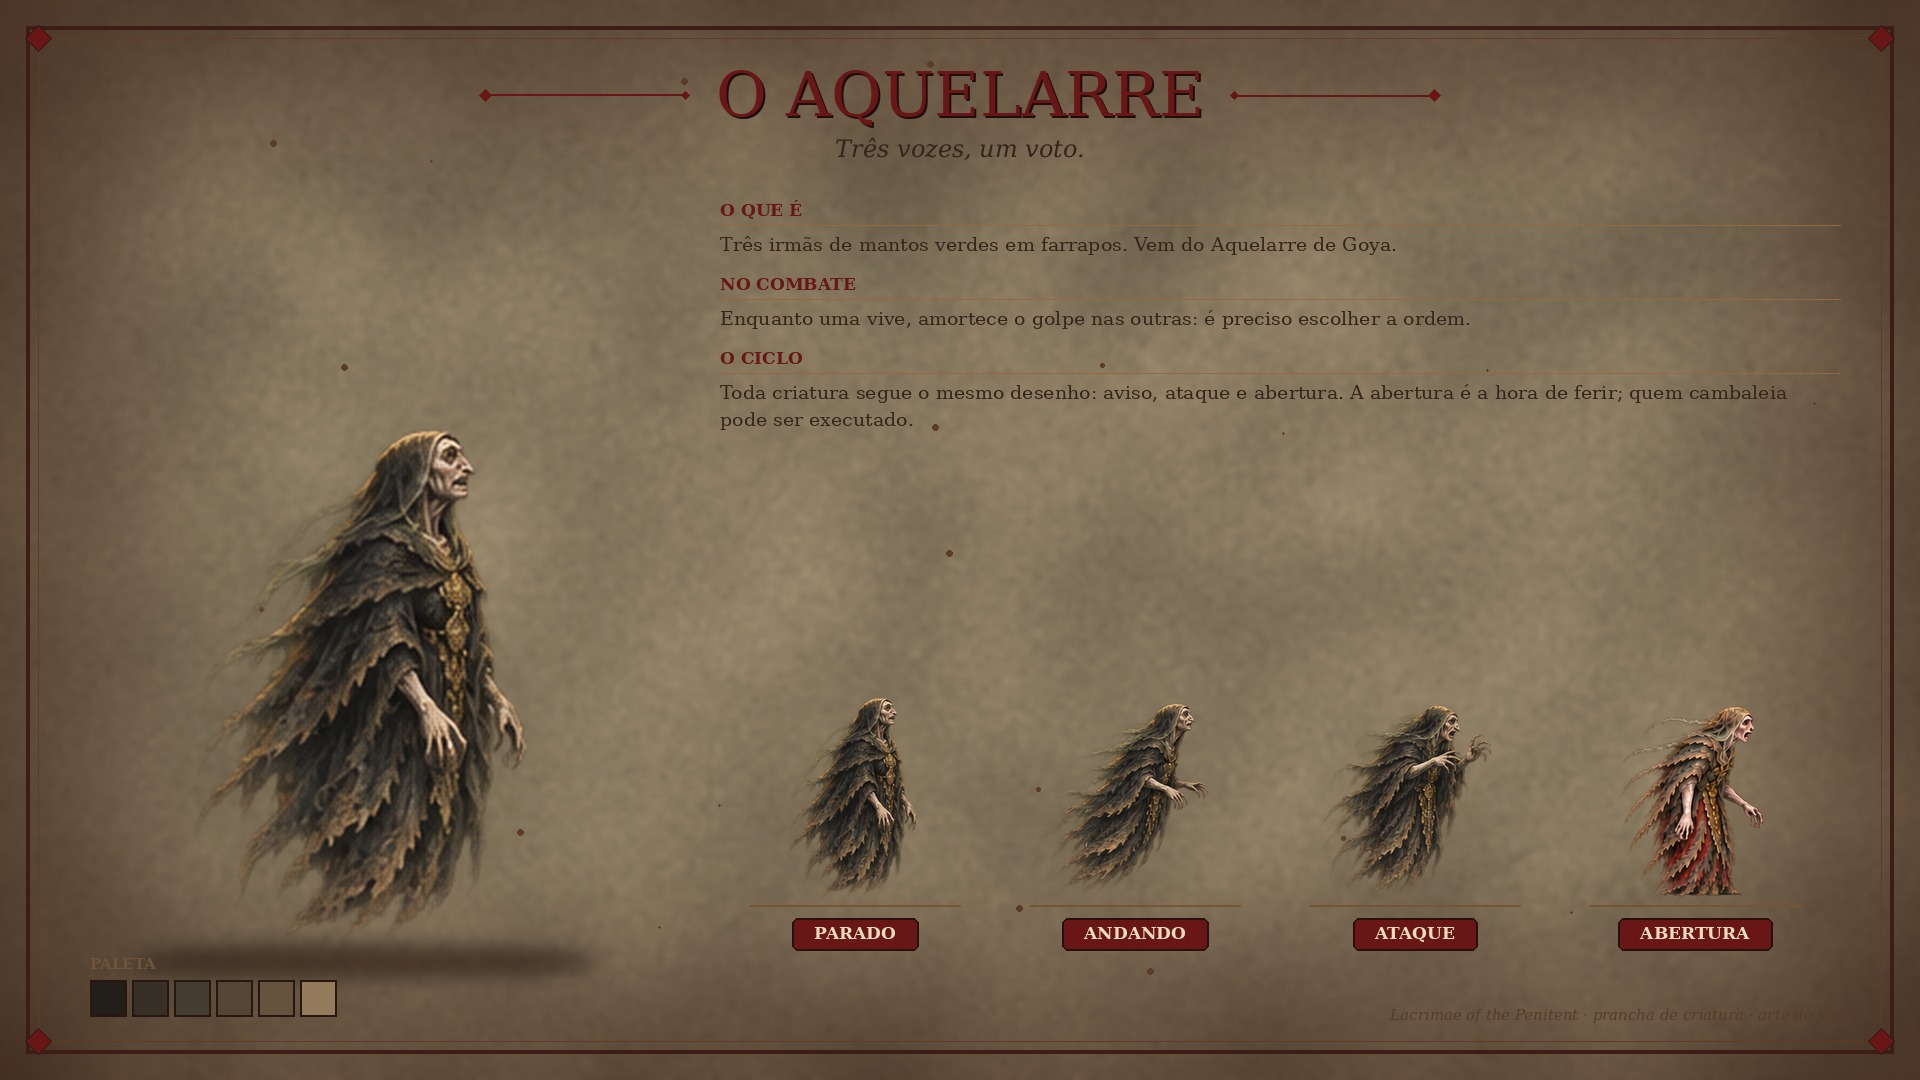 O AQUELARRE
Três vozes, um voto.
O QUE É
Três irmãs de mantos verdes em farrapos. Vem do Aquelarre de Goya.
NO COMBATE
Enquanto uma vive, amortece o golpe nas outras: é preciso escolher a ordem.
O CICLO
Toda criatura segue o mesmo desenho: aviso, ataque e abertura. A abertura é a hora de ferir; quem cambaleia
pode ser executado.
PARADO
ANDANDO
ATAQUE
ABERTURA
PALETA
Lacrimae of the Penitent · prancha de criatura · arte